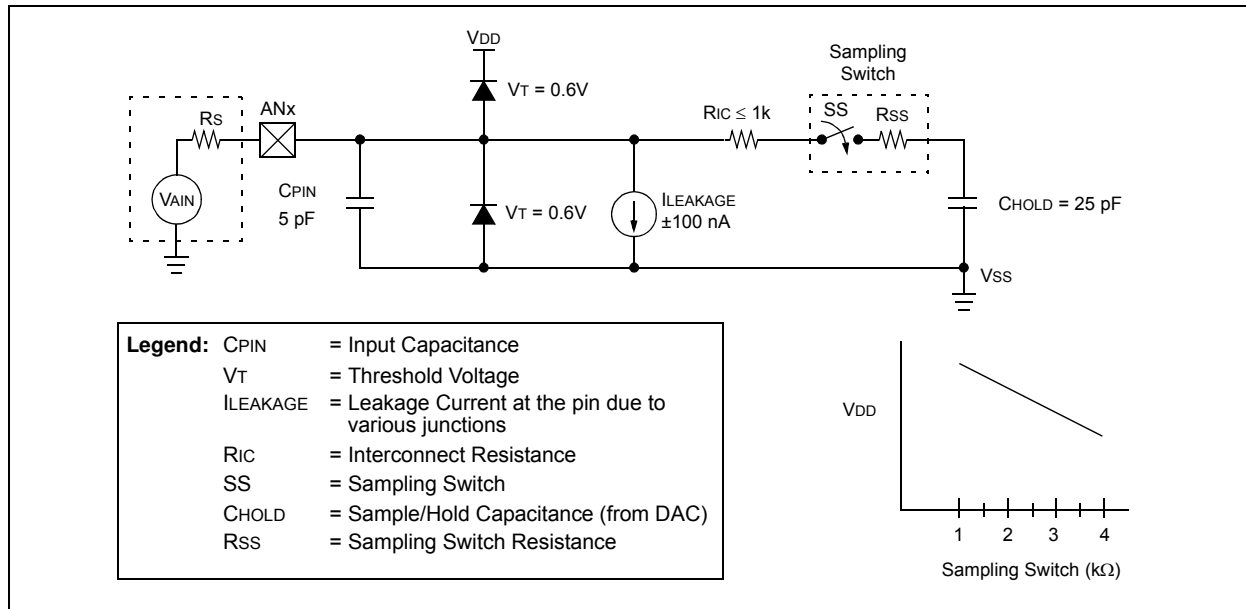 VDD
Sampling
Switch
VT = 0.6V
RS
ANx
RIC ≤ 1k
SS
RSS
VAIN
CPIN
5 pF
VT = 0.6V
ILEAKAGE
±100 nA
CHOLD = 25 pF
VSS
Legend: CPIN = Input Capacitance
VT = Threshold Voltage
ILEAKAGE = Leakage Current at the pin due to
various junctions
RIC = Interconnect Resistance
SS = Sampling Switch
CHOLD = Sample/Hold Capacitance (from DAC)
RSS = Sampling Switch Resistance
VDD
1 2 3 4
Sampling Switch (kΩ)